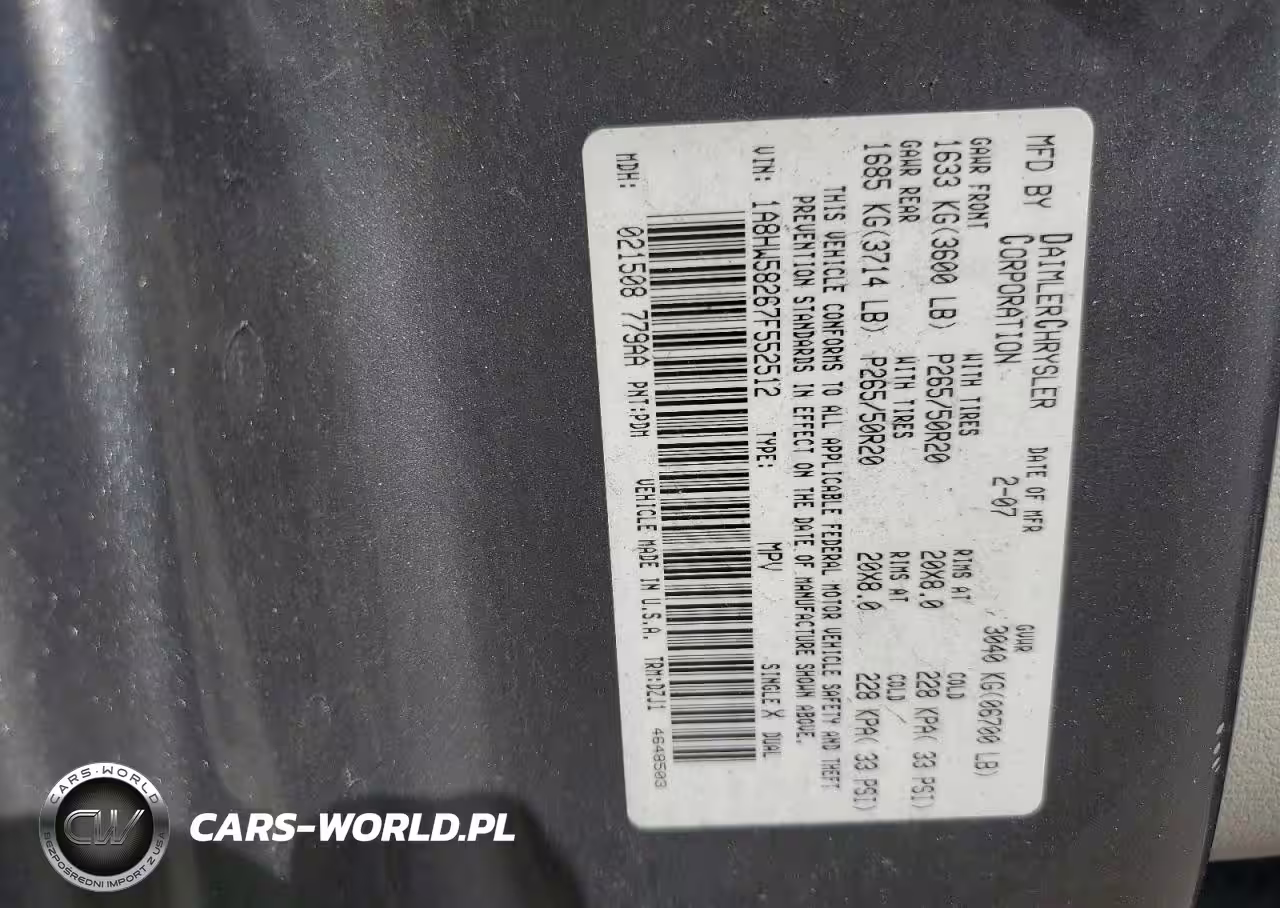 MFD BY DAIMLERCHRYSLER CORPORATION DATE OF MFR 2-07 GVWR 3040 KG(06700 LB)
GAWR FRONT WITH TIRES RIMS AT COLD
1633 KG(3600 LB) P265/50R20 20X8.0 228 KPA( 33 PSI)
GAWR REAR WITH TIRES RIMS AT COLD
1685 KG(3714 LB) P265/50R20 20X8.0 228 KPA( 33 PSI)
THIS VEHICLE CONFORMS TO ALL APPLICABLE FEDERAL MOTOR VEHICLE SAFETY AND THEFT
PREVENTION STANDARDS IN EFFECT ON THE DATE OF MANUFACTURE SHOWN ABOVE.
VIN: 1A8HW58267F552512 TYPE: MPV SINGLE X DUAL
MDH: 021508 779AA PNT:PDM VEHICLE MADE IN U.S.A. TRM:DZJ1 4648503
CARS-WORLD
CW
BEZPOŚREDNI IMPORT Z USA
CARS-WORLD.PL